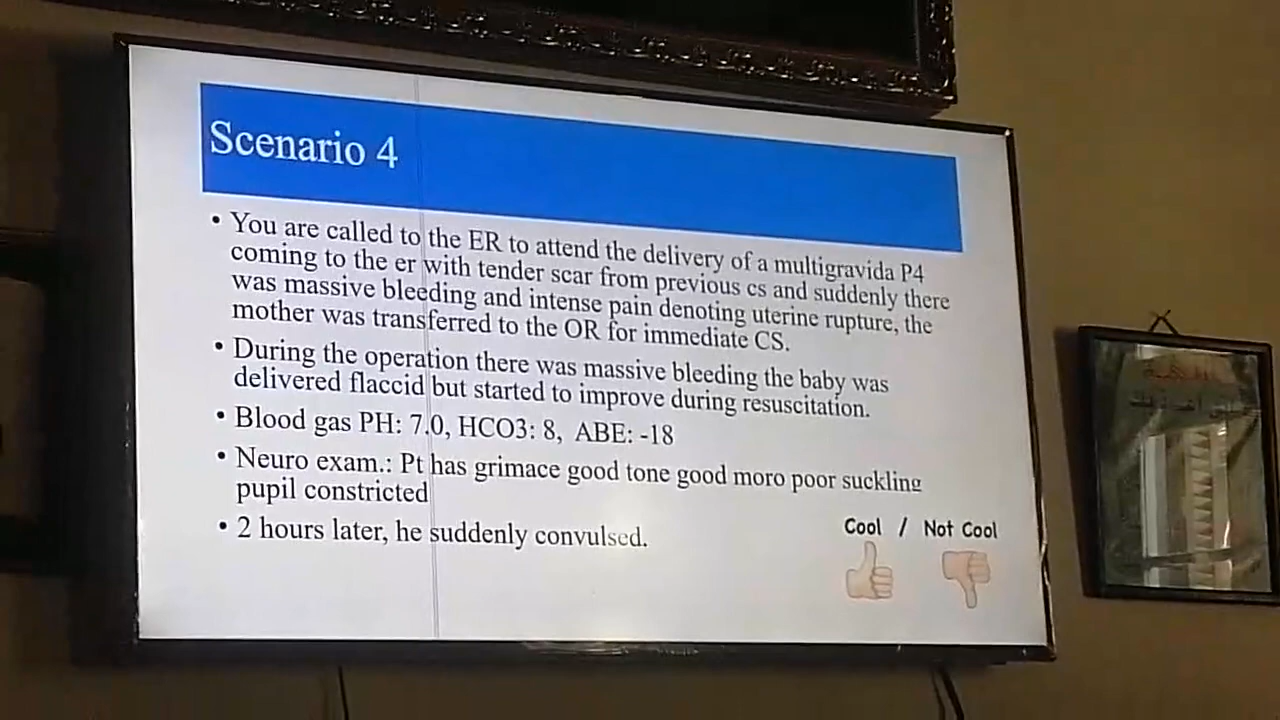 Scenario 4
• You are called to the ER to attend the delivery of a multigravida P4
coming to the er with tender scar from previous cs and suddenly there
was massive bleeding and intense pain denoting uterine rupture, the
mother was transferred to the OR for immediate CS.
• During the operation there was massive bleeding the baby was
delivered flaccid but started to improve during resuscitation.
• Blood gas PH: 7.0, HCO3: 8, ABE: -18
• Neuro exam.: Pt has grimace good tone good moro poor suckling
pupil constricted
• 2 hours later, he suddenly convulsed.
Cool / Not Cool